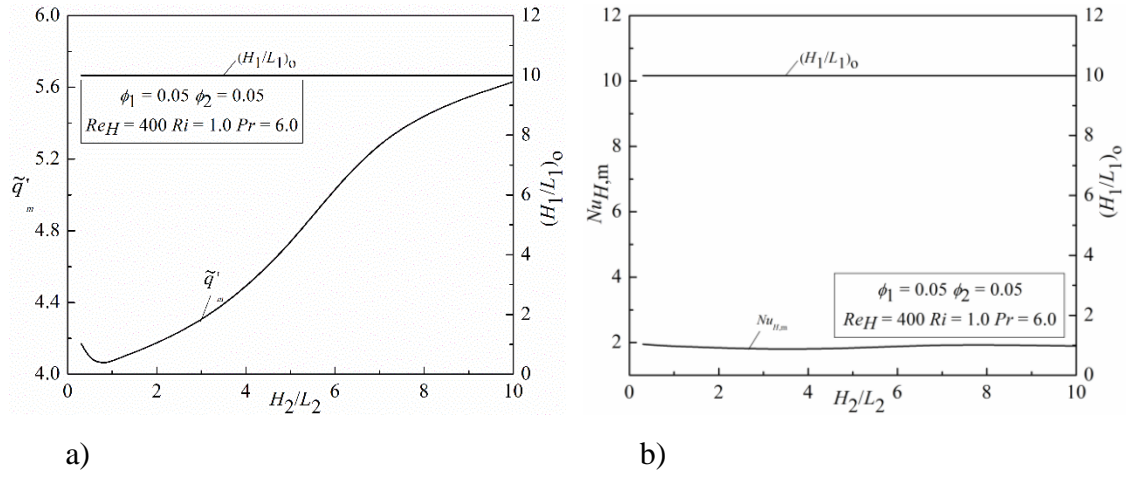 6.0
5.6
5.2
4.8
4.4
4.0
q̃'m
(H1/L1)o
ϕ1 = 0.05 ϕ2 = 0.05
ReH = 400 Ri = 1.0 Pr = 6.0
q̃'m
0 2 4 6 8 10
H2/L2
12
10
8
6
4
2
0
(H1/L1)o
a)
12
10
8
6
4
2
NuH,m
(H1/L1)o
ϕ1 = 0.05 ϕ2 = 0.05
ReH = 400 Ri = 1.0 Pr = 6.0
NuH,m
0 2 4 6 8 10
H2/L2
12
10
8
6
4
2
0
(H1/L1)o
b)